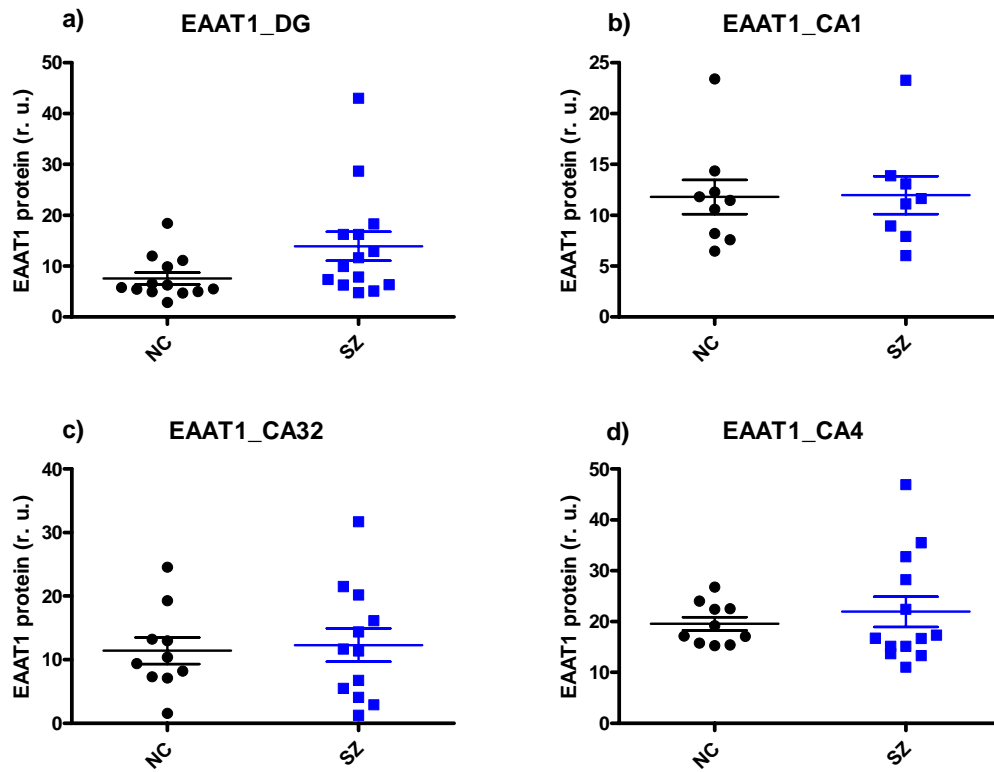 a)
EAAT1_DG
EAAT1 protein (r. u.)
50
40
30
20
10
0
NC
SZ
b)
EAAT1_CA1
EAAT1 protein (r. u.)
25
20
15
10
5
0
NC
SZ
c)
EAAT1_CA32
EAAT1 protein (r. u.)
40
30
20
10
0
NC
SZ
d)
EAAT1_CA4
EAAT1 protein (r. u.)
50
40
30
20
10
0
NC
SZ